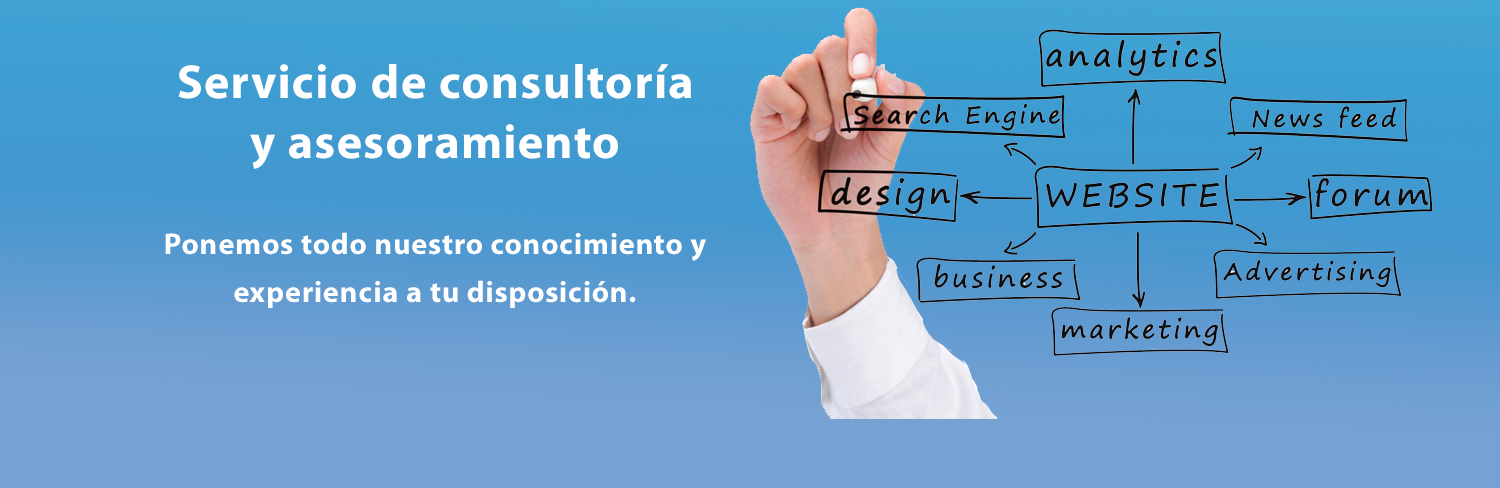 Servicio de consultoría
y asesoramiento
Ponemos todo nuestro conocimiento y
experiencia a tu disposición.
analytics
Search Engine
News feed
design
WEBSITE
forum
business
Advertising
marketing